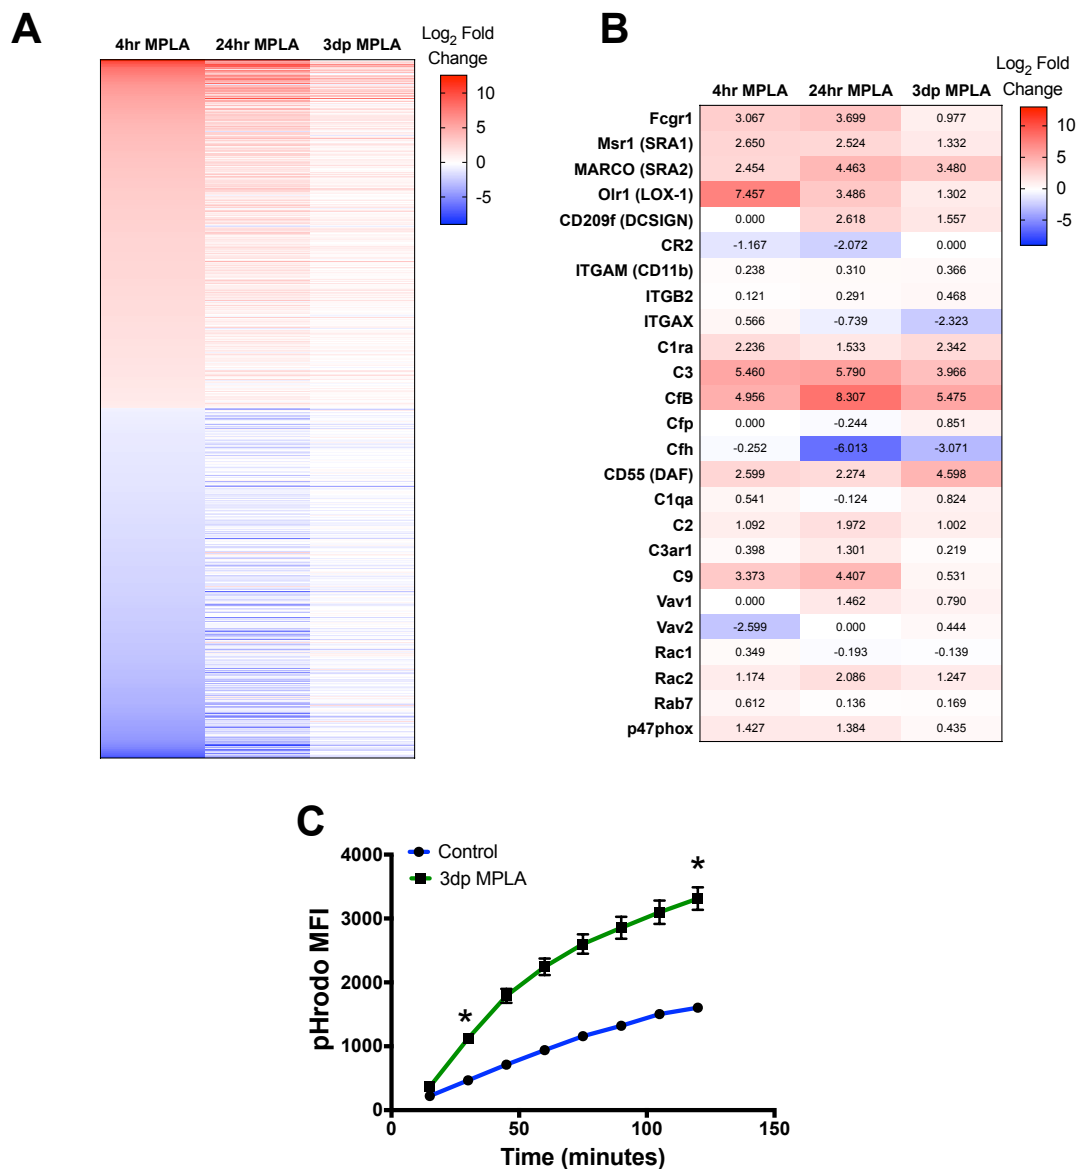 A
4hr MPLA 24hr MPLA 3dp MPLA
Log2 Fold
Change
10
5
0
-5
B
4hr MPLA 24hr MPLA 3dp MPLA
Log2 Fold
Change
10
5
0
-5
Fcgr1 3.067 3.699 0.977
Msr1 (SRA1) 2.650 2.524 1.332
MARCO (SRA2) 2.454 4.463 3.480
Olr1 (LOX-1) 7.457 3.486 1.302
CD209f (DCSIGN) 0.000 2.618 1.557
CR2 -1.167 -2.072 0.000
ITGAM (CD11b) 0.238 0.310 0.366
ITGB2 0.121 0.291 0.468
ITGAX 0.566 -0.739 -2.323
C1ra 2.236 1.533 2.342
C3 5.460 5.790 3.966
CfB 4.956 8.307 5.475
Cfp 0.000 -0.244 0.851
Cfh -0.252 -6.013 -3.071
CD55 (DAF) 2.599 2.274 4.598
C1qa 0.541 -0.124 0.824
C2 1.092 1.972 1.002
C3ar1 0.398 1.301 0.219
C9 3.373 4.407 0.531
Vav1 0.000 1.462 0.790
Vav2 -2.599 0.000 0.444
Rac1 0.349 -0.193 -0.139
Rac2 1.174 2.086 1.247
Rab7 0.612 0.136 0.169
p47phox 1.427 1.384 0.435
C
Control
3dp MPLA
*
*
pHrodo MFI
4000
3000
2000
1000
0
0 50 100 150
Time (minutes)